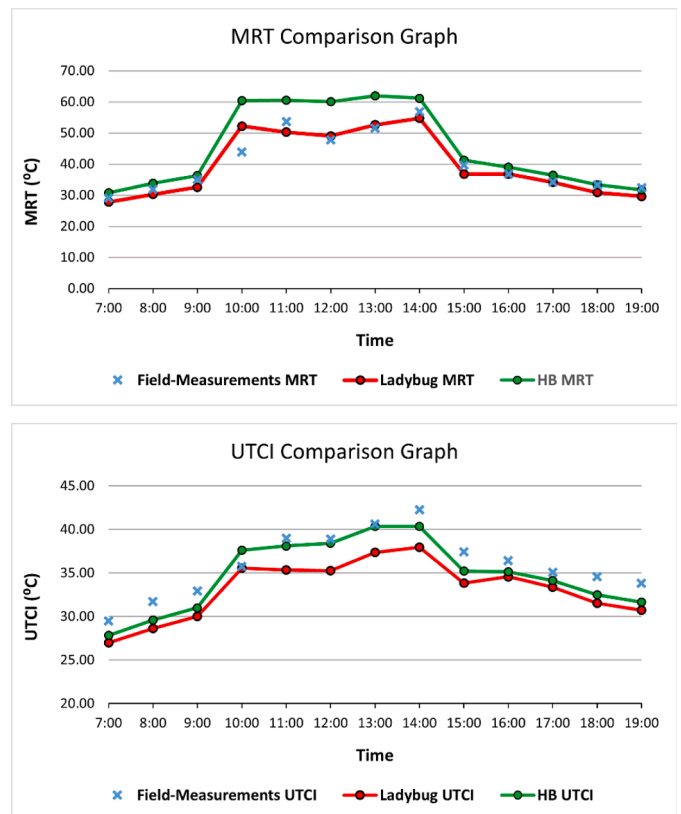 MRT Comparison Graph
70.00
60.00
50.00
40.00
30.00
20.00
10.00
0.00
MRT (⁰C)
7:00 8:00 9:00 10:00 11:00 12:00 13:00 14:00 15:00 16:00 17:00 18:00 19:00
Time
Field-Measurements MRT Ladybug MRT HB MRT
UTCI Comparison Graph
45.00
40.00
35.00
30.00
25.00
20.00
UTCI (⁰C)
7:00 8:00 9:00 10:00 11:00 12:00 13:00 14:00 15:00 16:00 17:00 18:00 19:00
Time
Field-Measurements UTCI Ladybug UTCI HB UTCI